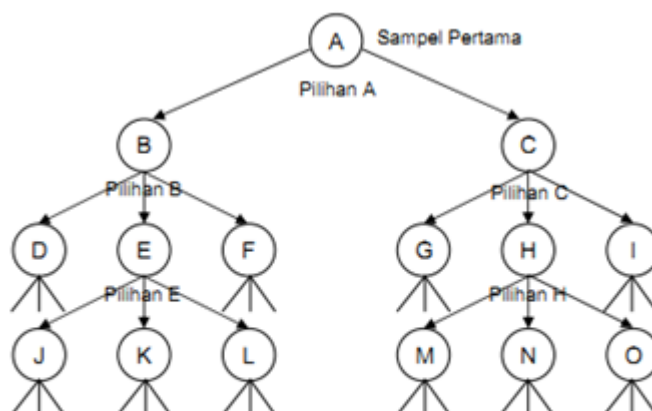 A Sampel Pertama
Pilihan A
B C
Pilihan B Pilihan C
D E F G H I
Pilihan E Pilihan H
J K L M N O